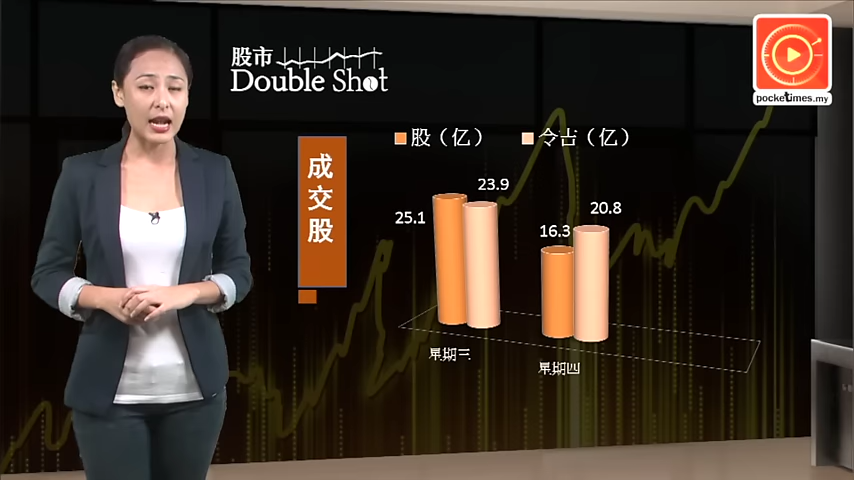 股市
Double Shot
pocketimes.my
成交股
股（亿）
令吉（亿）
25.1
23.9
16.3
20.8
星期三
星期四